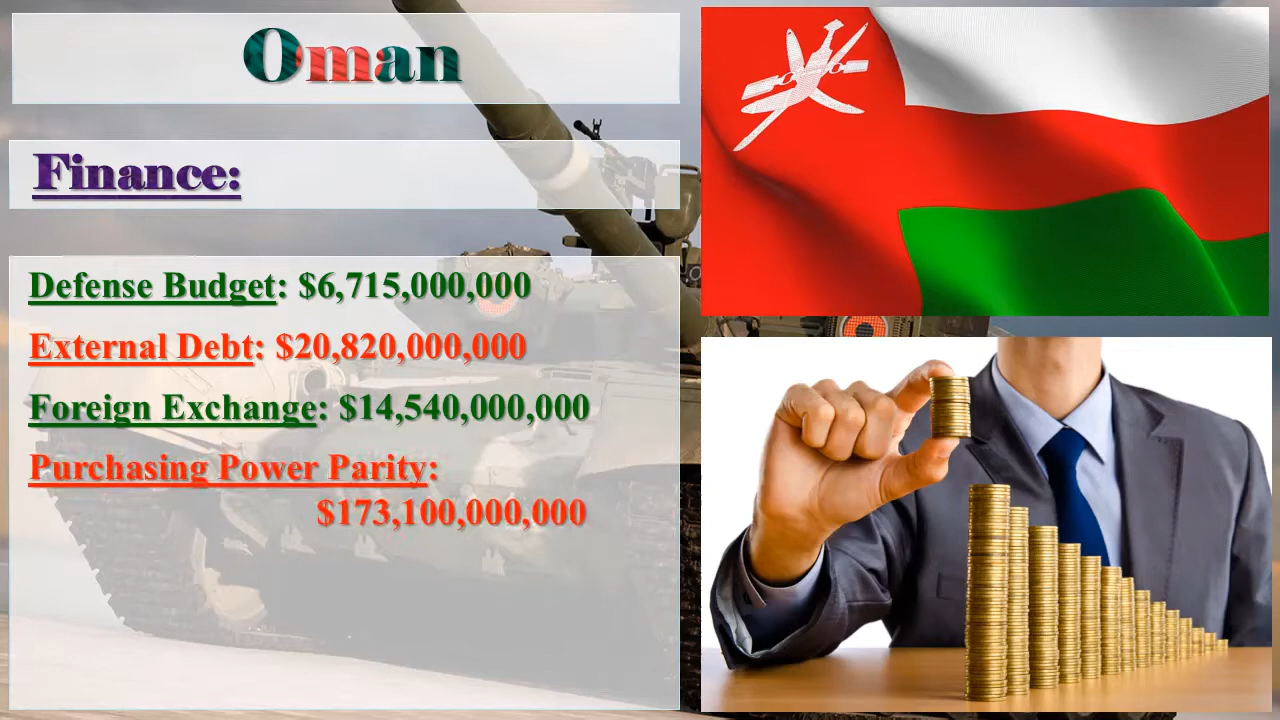 Oman
Finance:
Defense Budget: $6,715,000,000
External Debt: $20,820,000,000
Foreign Exchange: $14,540,000,000
Purchasing Power Parity:
$173,100,000,000